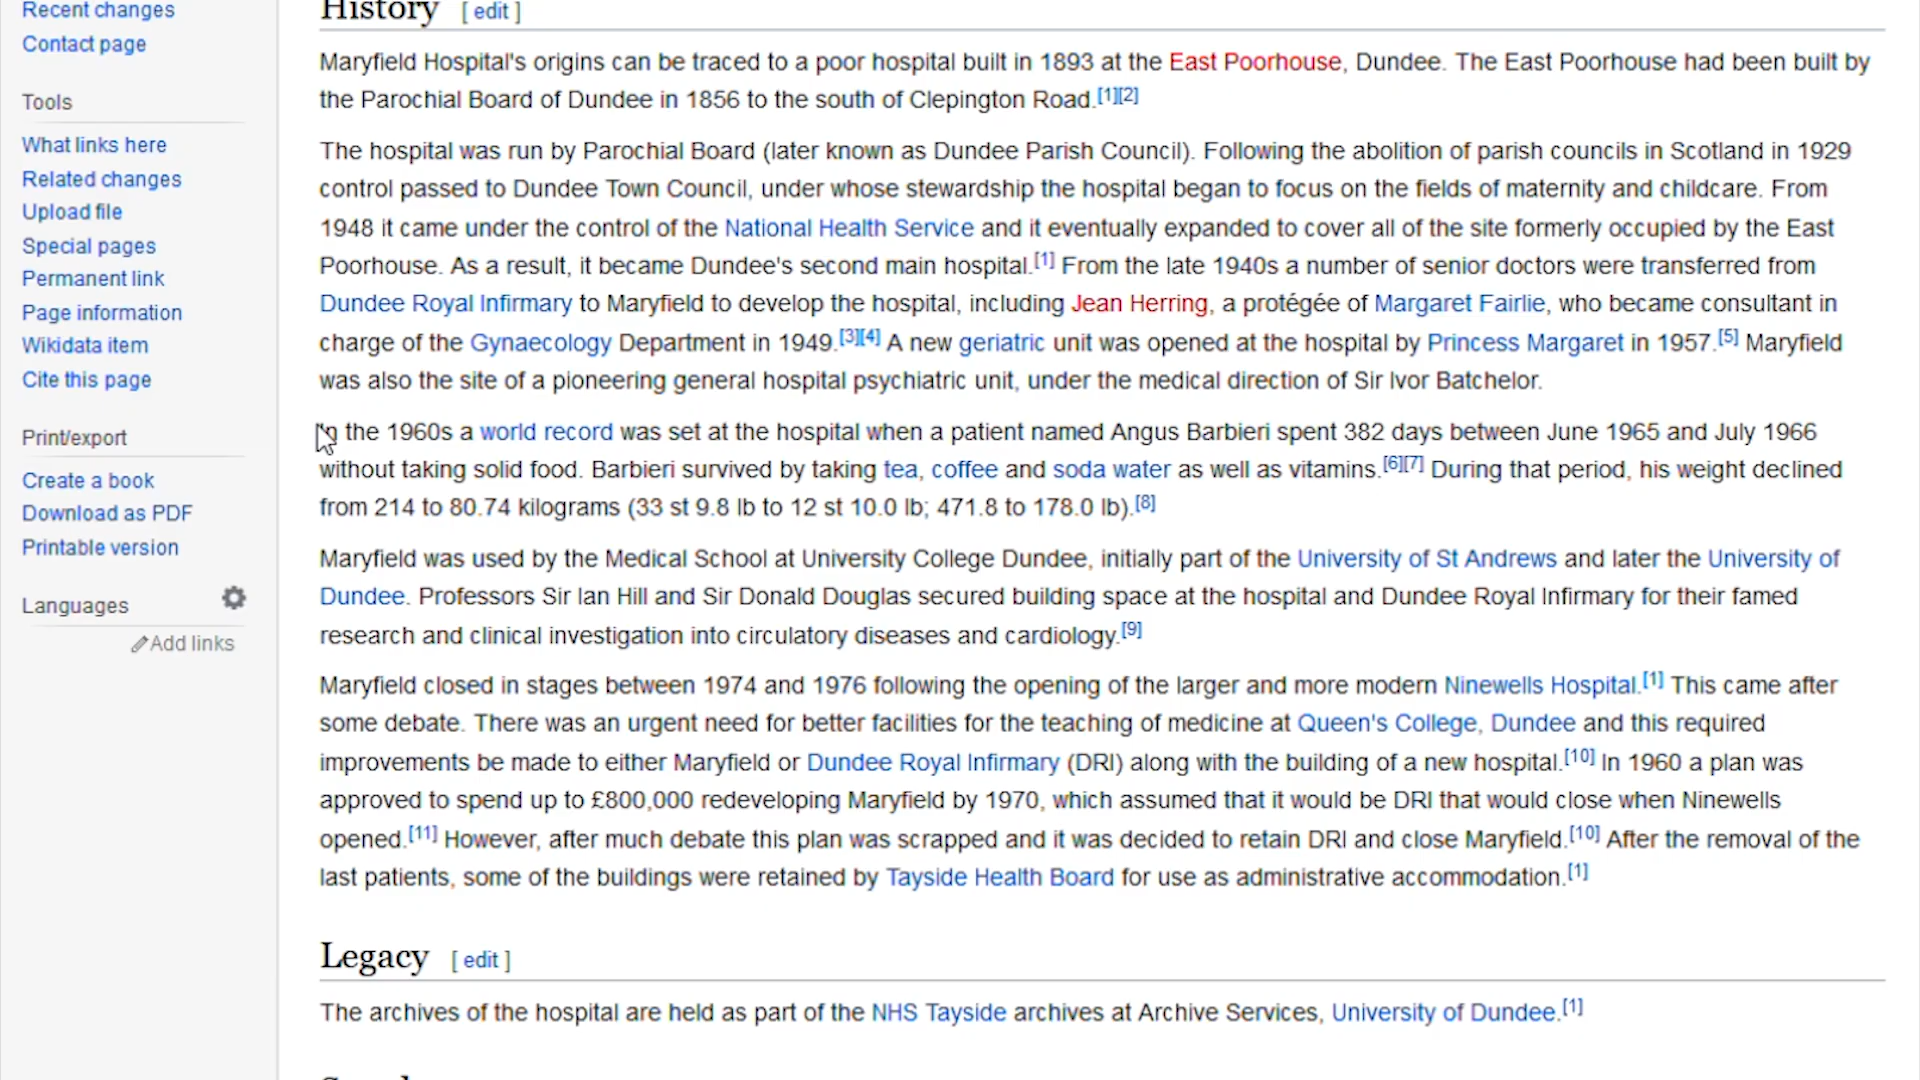 Recent changes
Contact page
Tools
What links here
Related changes
Upload file
Special pages
Permanent link
Page information
Wikidata item
Cite this page
Print/export
Create a book
Download as PDF
Printable version
Languages
Add links
History [ edit ]
Maryfield Hospital's origins can be traced to a poor hospital built in 1893 at the East Poorhouse, Dundee. The East Poorhouse had been built by
the Parochial Board of Dundee in 1856 to the south of Clepington Road.[1][2]
The hospital was run by Parochial Board (later known as Dundee Parish Council). Following the abolition of parish councils in Scotland in 1929
control passed to Dundee Town Council, under whose stewardship the hospital began to focus on the fields of maternity and childcare. From
1948 it came under the control of the National Health Service and it eventually expanded to cover all of the site formerly occupied by the East
Poorhouse. As a result, it became Dundee's second main hospital.[1] From the late 1940s a number of senior doctors were transferred from
Dundee Royal Infirmary to Maryfield to develop the hospital, including Jean Herring, a protégée of Margaret Fairlie, who became consultant in
charge of the Gynaecology Department in 1949.[3][4] A new geriatric unit was opened at the hospital by Princess Margaret in 1957.[5] Maryfield
was also the site of a pioneering general hospital psychiatric unit, under the medical direction of Sir Ivor Batchelor.
In the 1960s a world record was set at the hospital when a patient named Angus Barbieri spent 382 days between June 1965 and July 1966
without taking solid food. Barbieri survived by taking tea, coffee and soda water as well as vitamins.[6][7] During that period, his weight declined
from 214 to 80.74 kilograms (33 st 9.8 lb to 12 st 10.0 lb; 471.8 to 178.0 lb).[8]
Maryfield was used by the Medical School at University College Dundee, initially part of the University of St Andrews and later the University of
Dundee. Professors Sir Ian Hill and Sir Donald Douglas secured building space at the hospital and Dundee Royal Infirmary for their famed
research and clinical investigation into circulatory diseases and cardiology.[9]
Maryfield closed in stages between 1974 and 1976 following the opening of the larger and more modern Ninewells Hospital.[1] This came after
some debate. There was an urgent need for better facilities for the teaching of medicine at Queen's College, Dundee and this required
improvements be made to either Maryfield or Dundee Royal Infirmary (DRI) along with the building of a new hospital.[10] In 1960 a plan was
approved to spend up to £800,000 redeveloping Maryfield by 1970, which assumed that it would be DRI that would close when Ninewells
opened.[11] However, after much debate this plan was scrapped and it was decided to retain DRI and close Maryfield.[10] After the removal of the
last patients, some of the buildings were retained by Tayside Health Board for use as administrative accommodation.[1]
Legacy [ edit ]
The archives of the hospital are held as part of the NHS Tayside archives at Archive Services, University of Dundee.[1]